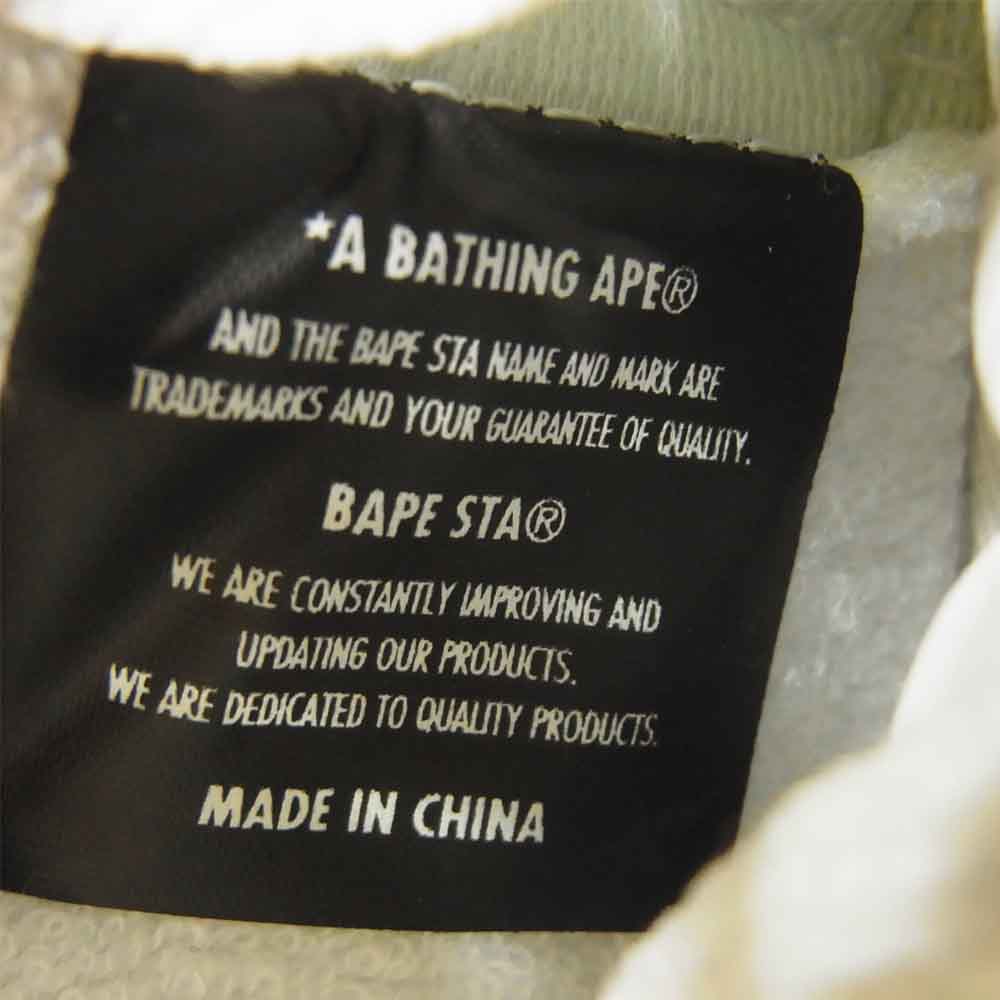 ★A BATHING APE®
AND THE BAPE STA NAME AND MARK ARE
TRADEMARKS AND YOUR GUARANTEE OF QUALITY.
BAPE STA®
WE ARE CONSTANTLY IMPROVING AND
UPDATING OUR PRODUCTS.
WE ARE DEDICATED TO QUALITY PRODUCTS.
MADE IN CHINA